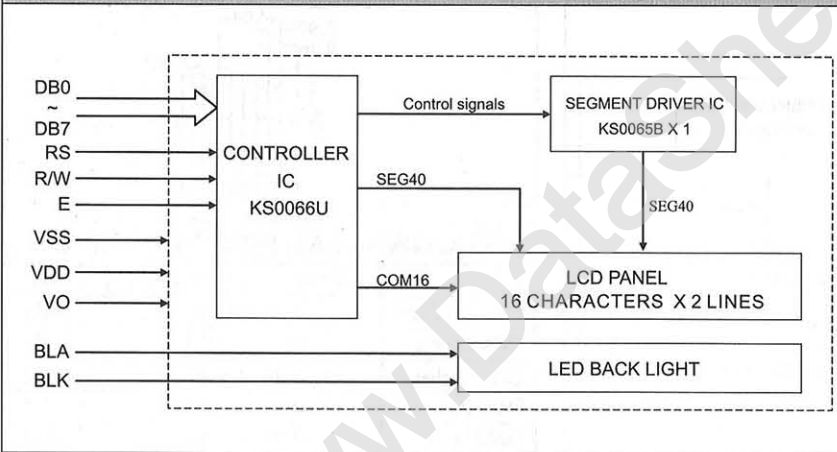 DB0
~
DB7
RS
R/W
E
VSS
VDD
VO
BLA
BLK
CONTROLLER
IC
KS0066U
Control signals
SEG40
COM16
SEGMENT DRIVER IC
KS0065B X 1
SEG40
LCD PANEL
16 CHARACTERS X 2 LINES
LED BACK LIGHT
w.DataShe